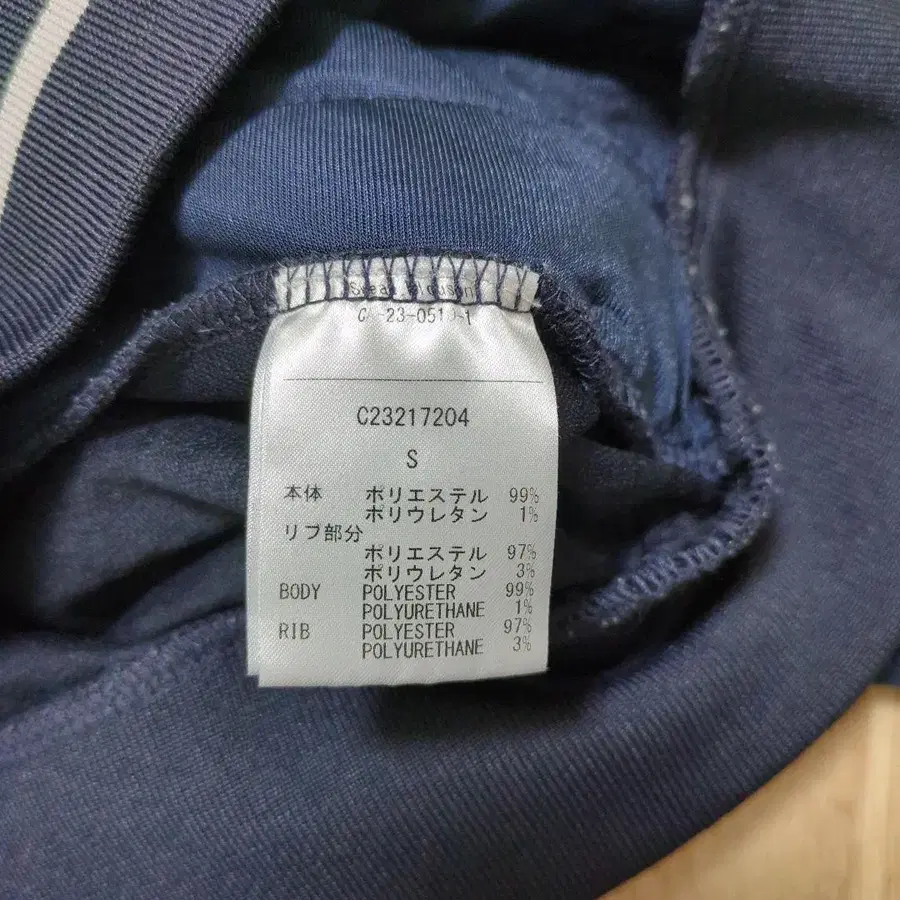 C23217204
S
本体 ポリエステル 99%
ポリウレタン 1%
リブ部分
ポリエステル 97%
ポリウレタン 3%
BODY POLYESTER 99%
POLYURETHANE 1%
RIB POLYESTER 97%
POLYURETHANE 3%